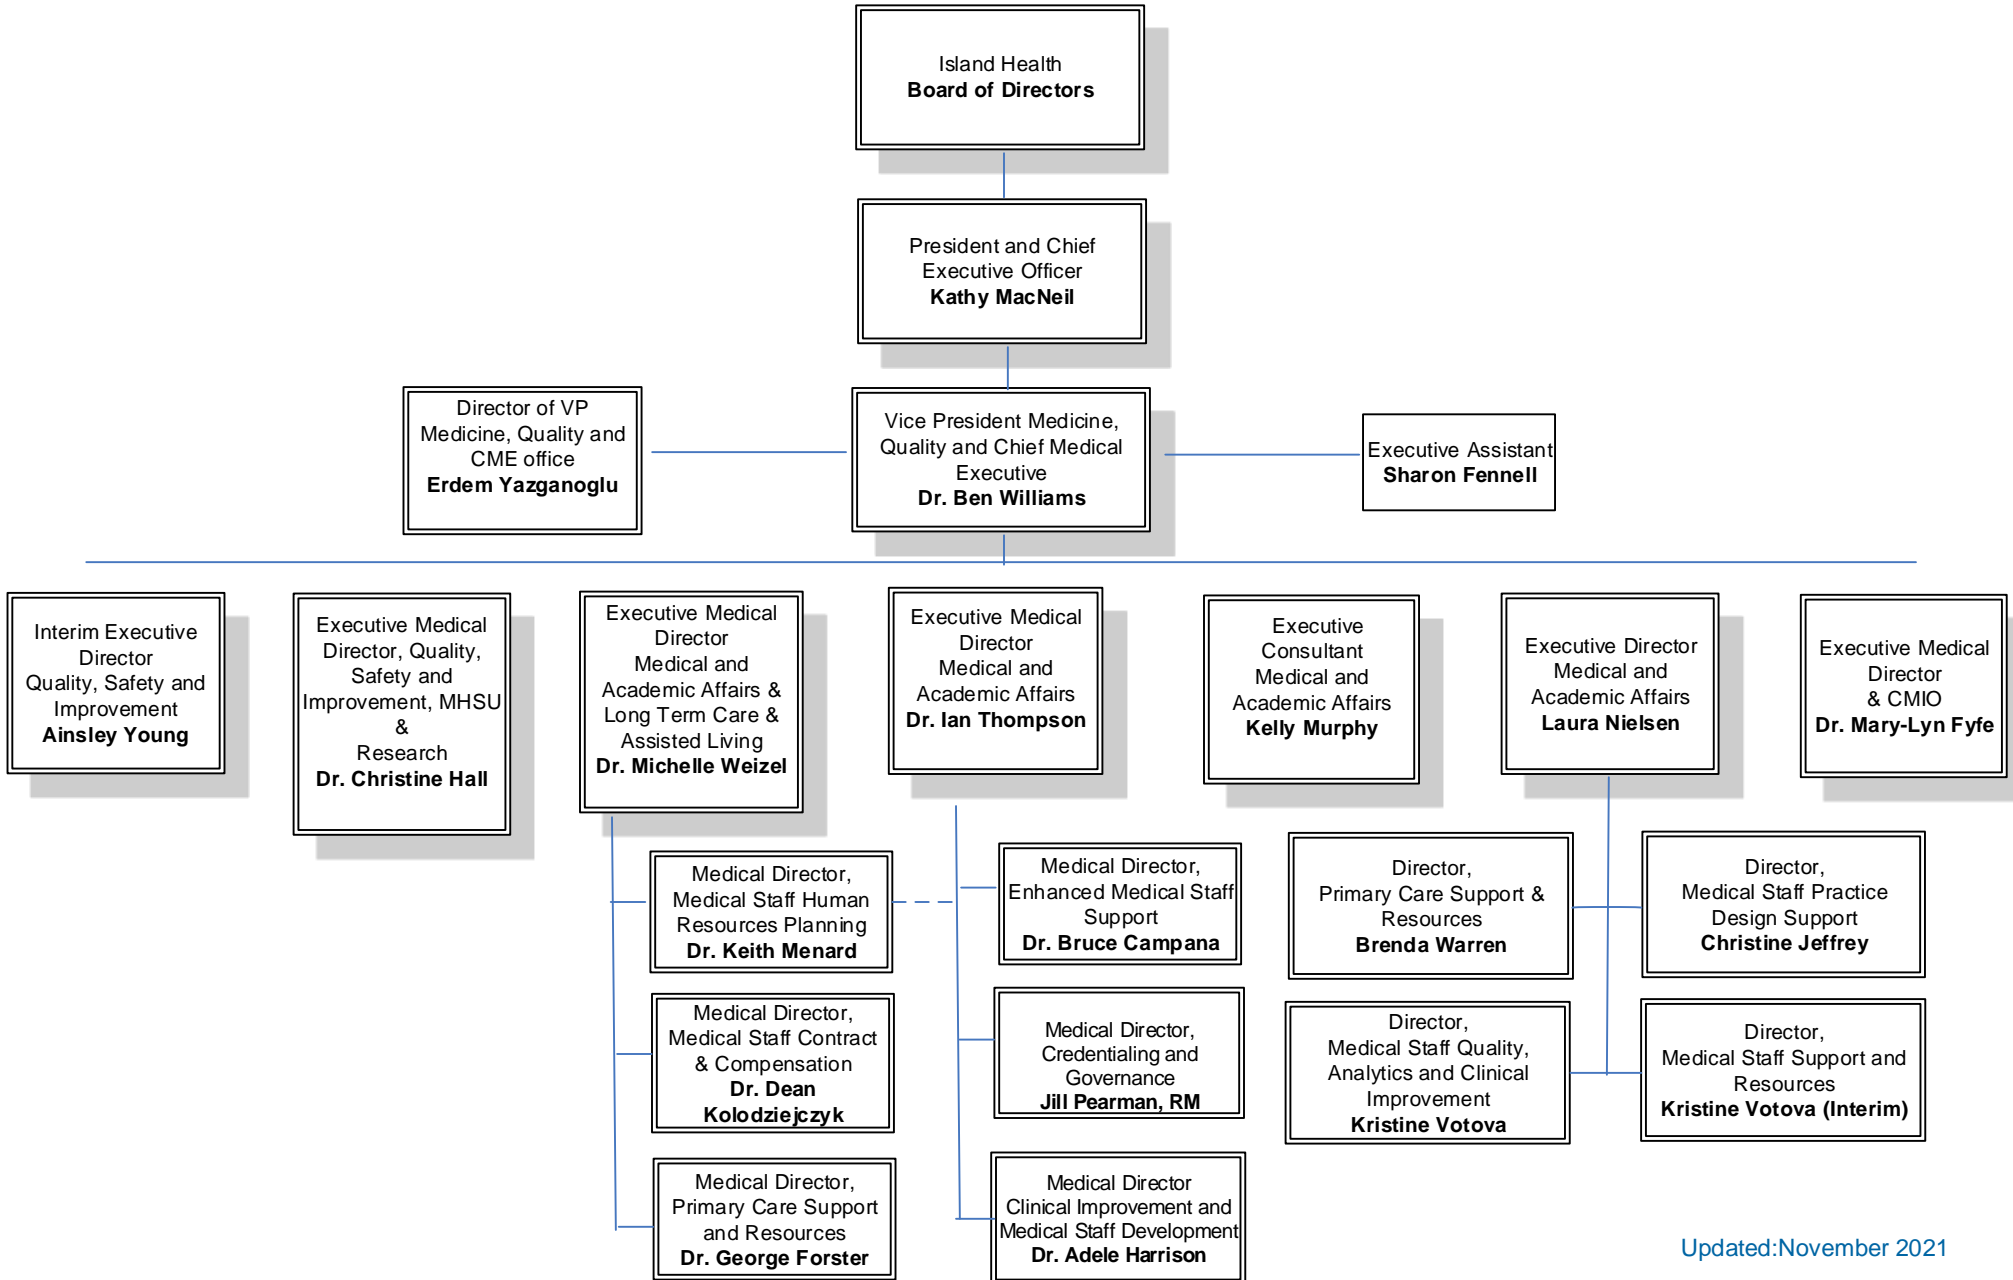 Island Health
Board of Directors
President and Chief
Executive Officer
Kathy MacNeil
Director of VP
Medicine, Quality and
CME office
Erdem Yazganoglu
Vice President Medicine,
Quality and Chief Medical
Executive
Dr. Ben Williams
Executive Assistant
Sharon Fennell
Interim Executive
Director
Quality, Safety and
Improvement
Ainsley Young
Executive Medical
Director, Quality,
Safety and
Improvement, MHSU
&
Research
Dr. Christine Hall
Executive Medical
Director
Medical and
Academic Affairs &
Long Term Care &
Assisted Living
Dr. Michelle Weizel
Executive Medical
Director
Medical and
Academic Affairs
Dr. Ian Thompson
Executive
Consultant
Medical and
Academic Affairs
Kelly Murphy
Executive Director
Medical and
Academic Affairs
Laura Nielsen
Executive Medical
Director
& CMIO
Dr. Mary-Lyn Fyfe
Medical Director,
Medical Staff Human
Resources Planning
Dr. Keith Menard
Medical Director,
Enhanced Medical Staff
Support
Dr. Bruce Campana
Director,
Primary Care Support &
Resources
Brenda Warren
Director,
Medical Staff Practice
Design Support
Christine Jeffrey
Medical Director,
Medical Staff Contract
& Compensation
Dr. Dean
Kolodziejczyk
Medical Director,
Credentialing and
Governance
Jill Pearman, RM
Director,
Medical Staff Quality,
Analytics and Clinical
Improvement
Kristine Votova
Director,
Medical Staff Support and
Resources
Kristine Votova (Interim)
Medical Director,
Primary Care Support
and Resources
Dr. George Forster
Medical Director
Clinical Improvement and
Medical Staff Development
Dr. Adele Harrison
Updated:November 2021